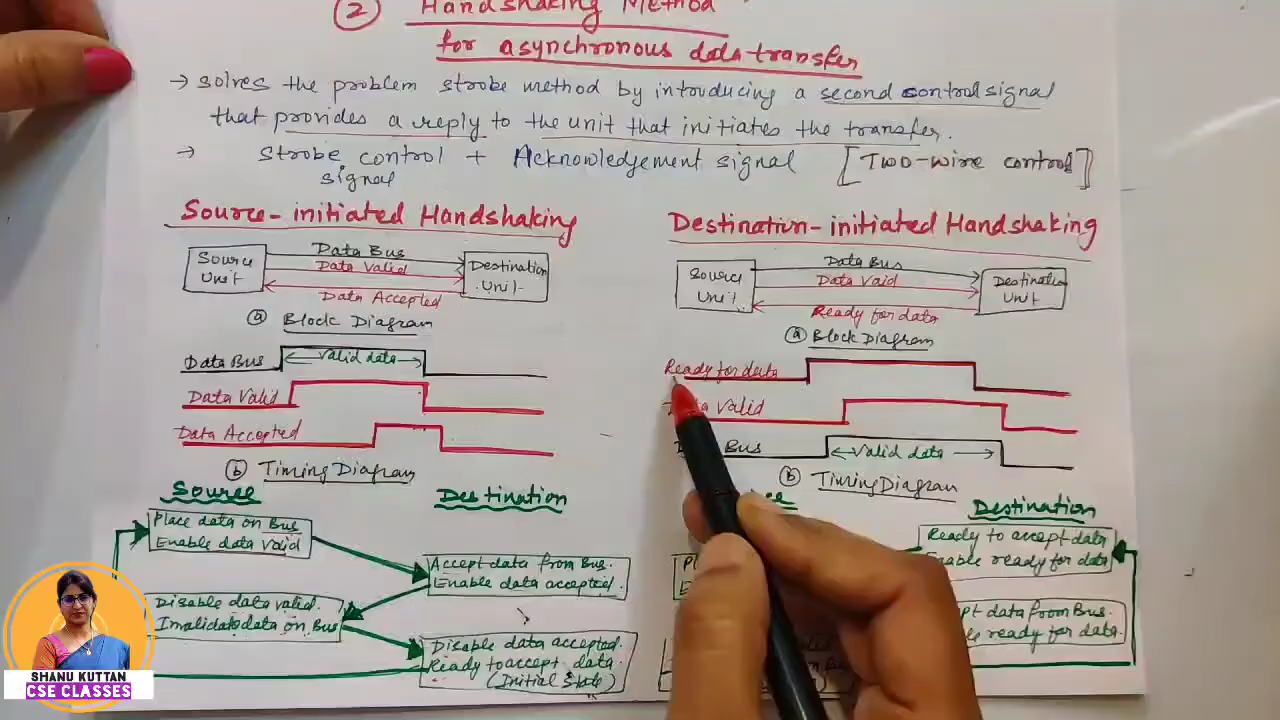 ② Handshaking Method
for asynchronous data transfer
→ solves the problem strobe method by introducing a second control signal
that provides a reply to the unit that initiates the transfer.
→ Strobe control + Acknowledgement signal [Two-wire control]
signal
Source-initiated Handshaking
Source Unit
Data Bus
Data Valid
Data Accepted
Destination Unit
ⓐ Block Diagram
Data Bus
valid data
Data Valid
Data Accepted
ⓑ Timing Diagram
Source
Destination
Place data on Bus
Enable data valid
Accept data from Bus.
Enable data accepted.
Disable data valid.
Invalidate data on Bus
Disable data accepted.
Ready to accept data.
(Initial State)
Destination-initiated Handshaking
Source Unit
Data Bus
Data Vaid
Ready for data
Destination Unit
ⓐ Block Diagram
Ready for data
Valid
Bus
Valid data
ⓑ Timing Diagram
Destination
Ready to accept data
Enable ready for data
data from Bus.
ready for data.
SHANU KUTTAN
CSE CLASSES